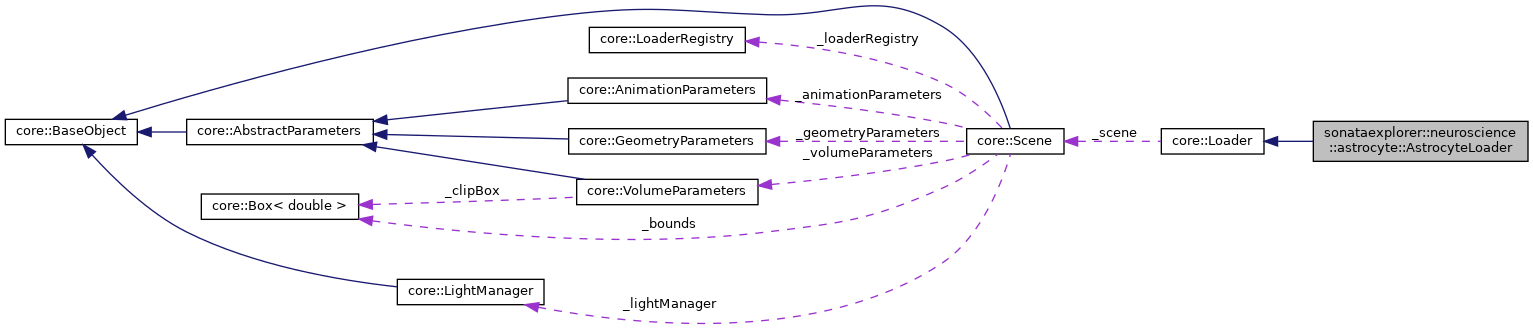 core::LoaderRegistry
_loaderRegistry
core::AnimationParameters
_animationParameters
core::BaseObject
core::AbstractParameters
core::GeometryParameters
_geometryParameters
core::Scene
_scene
core::Loader
sonataexplorer::neuroscience
::astrocyte::AstrocyteLoader
_volumeParameters
core::VolumeParameters
_clipBox
core::Box< double >
_bounds
core::LightManager
_lightManager